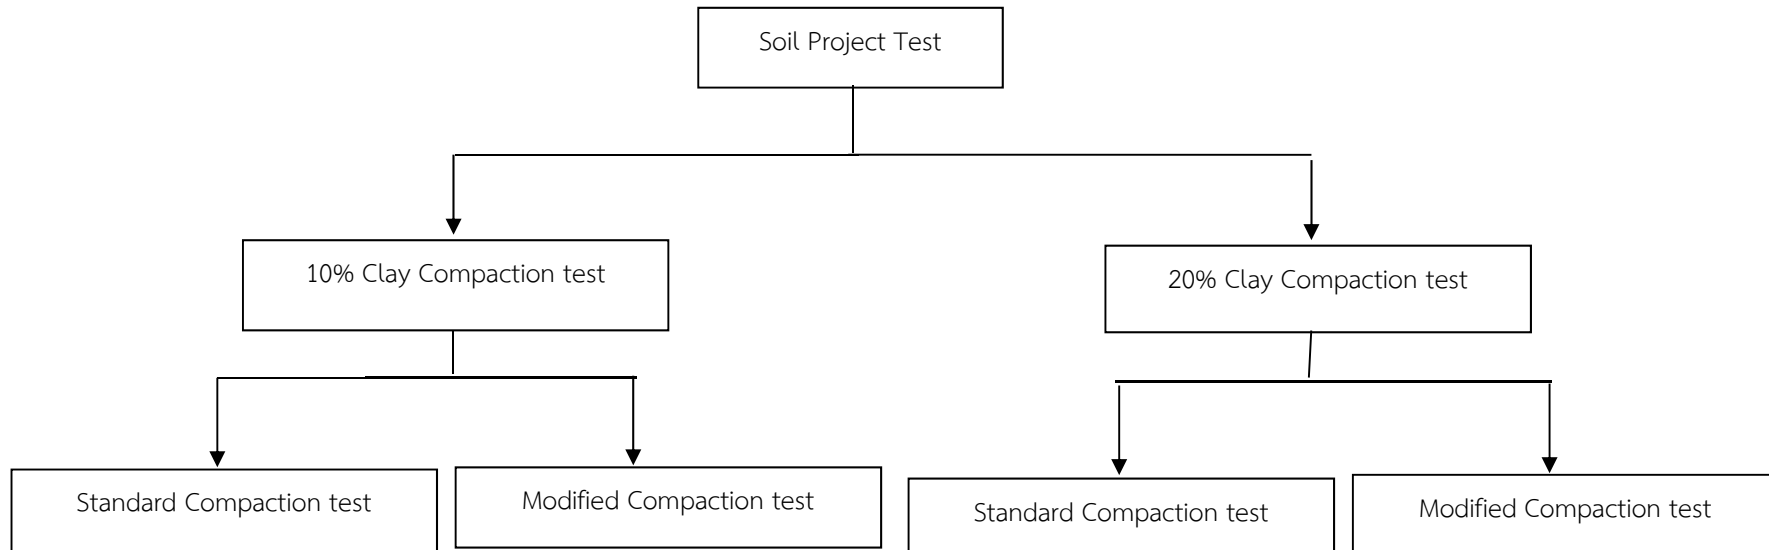 Soil Project Test
10% Clay Compaction test
20% Clay Compaction test
Standard Compaction test
Modified Compaction test
Standard Compaction test
Modified Compaction test